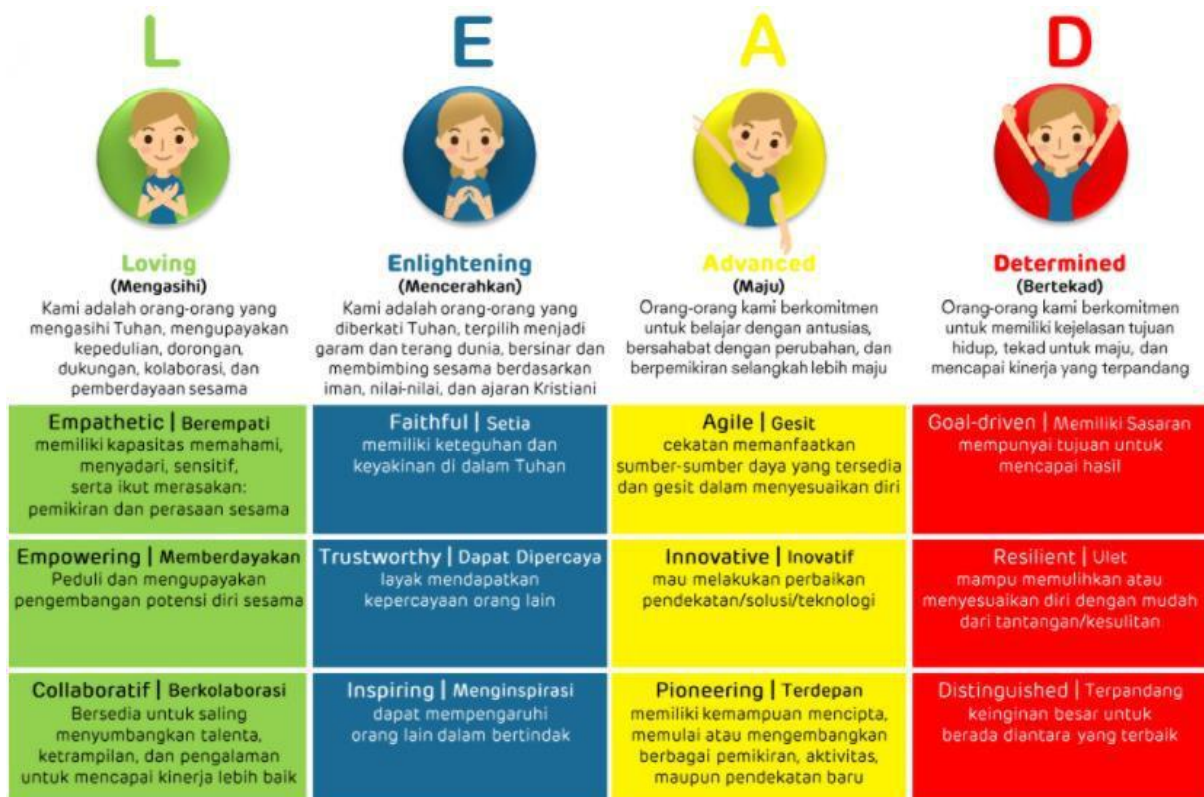 L
Loving
(Mengasihi)
Kami adalah orang-orang yang
mengasihi Tuhan, mengupayakan
kepedulian, dorongan,
dukungan, kolaborasi, dan
pemberdayaan sesama
Empathetic | Berempati
memiliki kapasitas memahami,
menyadari, sensitif,
serta ikut merasakan:
pemikiran dan perasaan sesama
Empowering | Memberdayakan
Peduli dan mengupayakan
pengembangan potensi diri sesama
Collaboratif | Berkolaborasi
Bersedia untuk saling
menyumbangkan talenta,
ketrampilan, dan pengalaman
untuk mencapai kinerja lebih baik
E
Enlightening
(Mencerahkan)
Kami adalah orang-orang yang
diberkati Tuhan, terpilih menjadi
garam dan terang dunia, bersinar dan
membimbing sesama berdasarkan
iman, nilai-nilai, dan ajaran Kristiani
Faithful | Setia
memiliki keteguhan dan
keyakinan di dalam Tuhan
Trustworthy | Dapat Dipercaya
layak mendapatkan
kepercayaan orang lain
Inspiring | Menginspirasi
dapat mempengaruhi
orang lain dalam bertindak
A
Advanced
(Maju)
Orang-orang kami berkomitmen
untuk belajar dengan antusias,
bersahabat dengan perubahan, dan
berpemikiran selangkah lebih maju
Agile | Gesit
cekatan memanfaatkan
sumber-sumber daya yang tersedia
dan gesit dalam menyesuaikan diri
Innovative | Inovatif
mau melakukan perbaikan
pendekatan/solusi/teknologi
Pioneering | Terdepan
memiliki kemampuan mencipta,
memulai atau mengembangkan
berbagai pemikiran, aktivitas,
maupun pendekatan baru
D
Determined
(Bertekad)
Orang-orang kami berkomitmen
untuk memiliki kejelasan tujuan
hidup, tekad untuk maju, dan
mencapai kinerja yang terpandang
Goal-driven | Memiliki Sasaran
mempunyai tujuan untuk
mencapai hasil
Resilient | Ulet
mampu memulihkan atau
menyesuaikan diri dengan mudah
dari tantangan/kesulitan
Distinguished | Terpandang
keinginan besar untuk
berada diantara yang terbaik